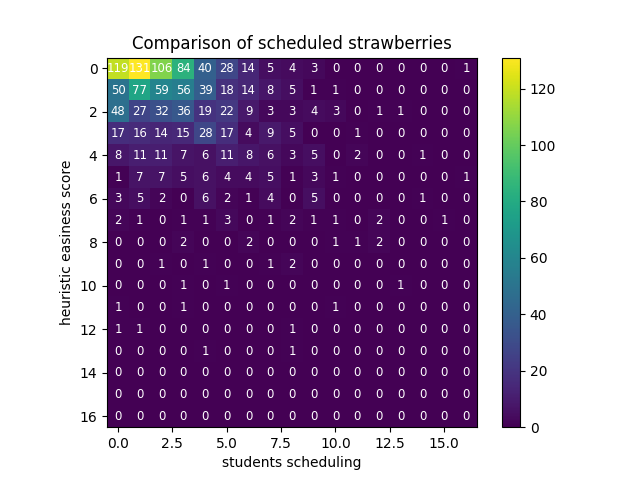 Comparison of scheduled strawberries
heuristic easiness score
0 119 131 106 84 40 28 14 5 4 3 0 0 0 0 0 0 1
50 77 59 56 39 18 14 8 5 1 1 0 0 0 0 0 0
2 48 27 32 36 19 22 9 3 3 4 3 0 1 1 0 0 0
17 16 14 15 28 17 4 9 5 0 0 1 0 0 0 0 0
4 8 11 11 7 6 11 8 6 3 5 0 2 0 0 1 0 0
1 7 7 5 6 4 4 5 1 3 1 0 0 0 0 0 1
6 3 5 2 0 6 2 1 4 0 5 0 0 0 0 1 0 0
2 1 0 1 1 3 0 1 2 1 1 0 2 0 0 1 0
8 0 0 0 2 0 0 2 0 0 0 1 1 2 0 0 0 0
0 0 1 0 1 0 0 1 2 0 0 0 0 0 0 0 0
10 0 0 0 1 0 1 0 0 0 0 0 0 0 1 0 0 0
1 0 0 1 0 0 0 0 0 0 1 0 0 0 0 0 0
12 1 1 0 0 0 0 0 0 1 0 0 0 0 0 0 0 0
0 0 0 0 1 0 0 0 1 0 0 0 0 0 0 0 0
14 0 0 0 0 0 0 0 0 0 0 0 0 0 0 0 0 0
0 0 0 0 0 0 0 0 0 0 0 0 0 0 0 0 0
16 0 0 0 0 0 0 0 0 0 0 0 0 0 0 0 0 0
0.0 2.5 5.0 7.5 10.0 12.5 15.0
students scheduling
120
100
80
60
40
20
0